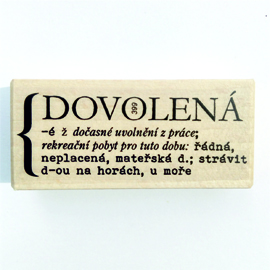 DOVOLENÁ
399
-é ž dočasné uvolnění z práce;
rekreační pobyt pro tuto dobu: řádná,
neplacená, mateřská d.; strávit
d-ou na horách, u moře